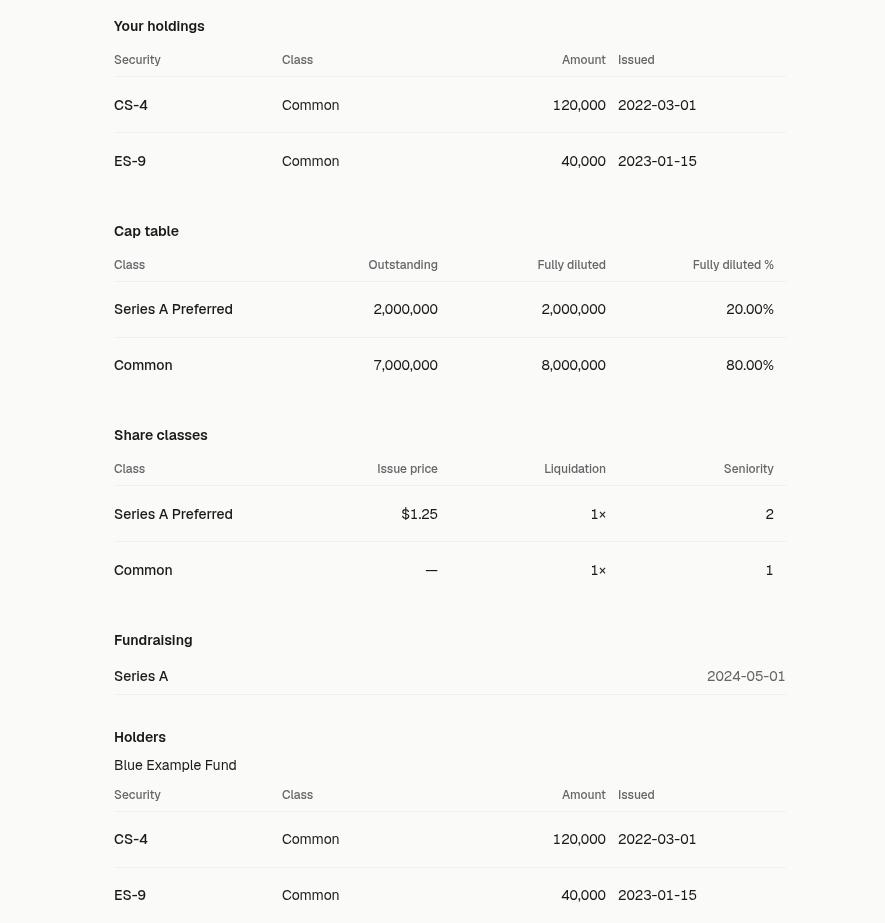 Your holdings
Security Class Amount Issued
CS-4 Common 120,000 2022-03-01
ES-9 Common 40,000 2023-01-15
Cap table
Class Outstanding Fully diluted Fully diluted %
Series A Preferred 2,000,000 2,000,000 20.00%
Common 7,000,000 8,000,000 80.00%
Share classes
Class Issue price Liquidation Seniority
Series A Preferred $1.25 1× 2
Common — 1× 1
Fundraising
Series A 2024-05-01
Holders
Blue Example Fund
Security Class Amount Issued
CS-4 Common 120,000 2022-03-01
ES-9 Common 40,000 2023-01-15